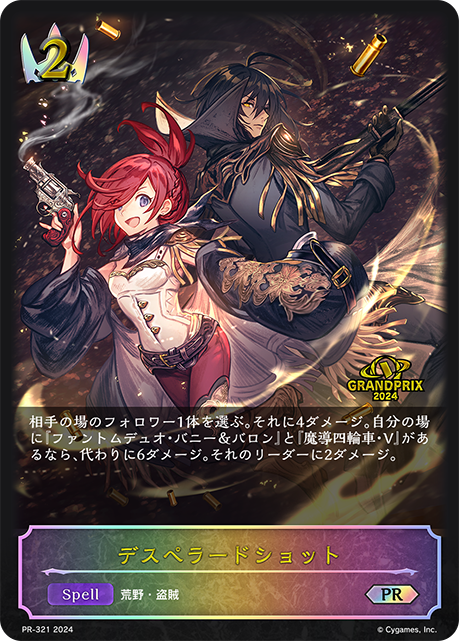 2
GRANDPRIX
2024
相手の場のフォロワー1体を選ぶ。それに4ダメージ。自分の場
に『ファントムデュオ・バニー＆バロン』と『魔導四輪車・V』があ
るなら、代わりに6ダメージ。それのリーダーに2ダメージ。
デスペラードショット
Spell 荒野・盗賊 PR
PR-321 2024 © Cygames, Inc.